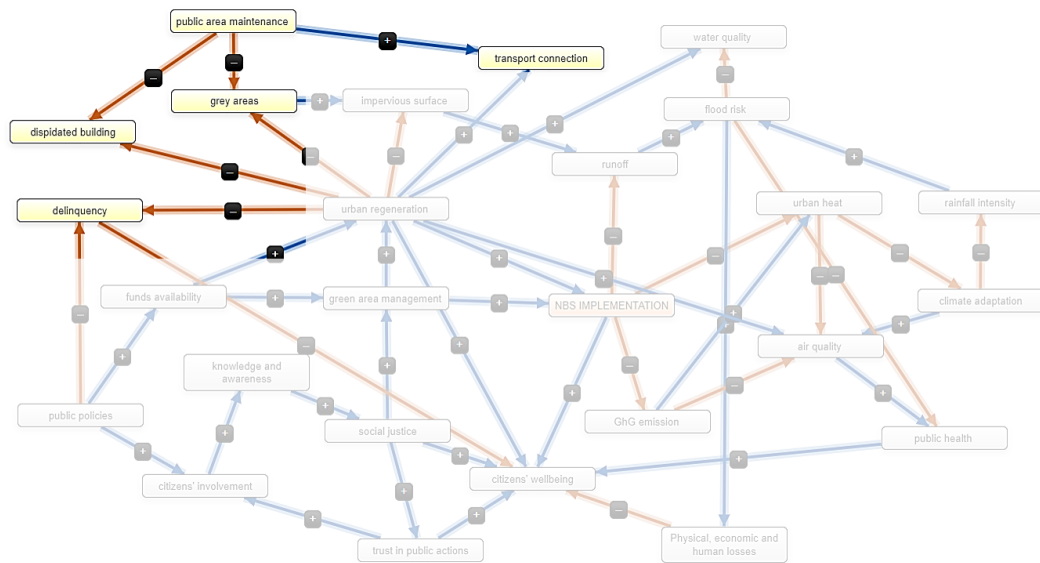 public area maintenance
+
water quality
transport connection
grey areas
impervious surface
flood risk
dispidated building
runoff
delinquency
urban regeneration
urban heat
rainfall intensity
funds availability
green area management
NBS IMPLEMENTATION
climate adaptation
air quality
knowledge and
awareness
public policies
social justice
GhG emission
public health
citizens' involvement
citizens' wellbeing
trust in public actions
Physical, economic and
human losses